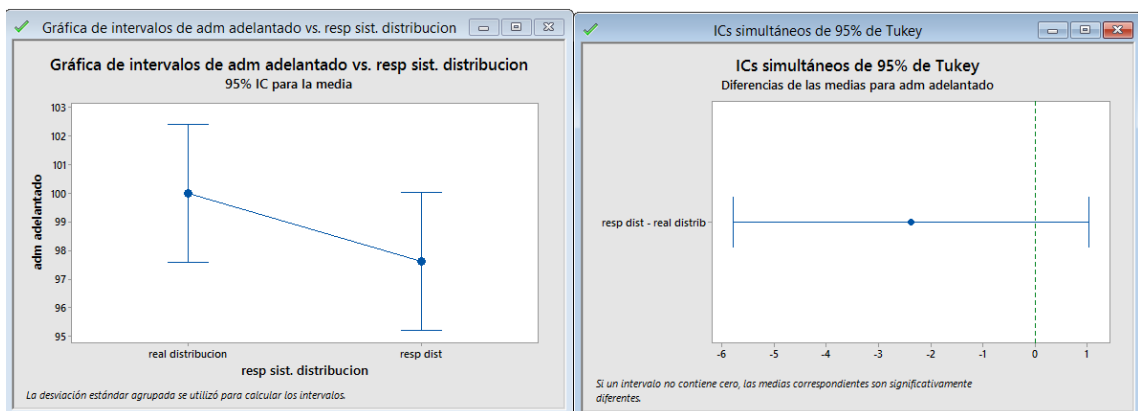 Gráfica de intervalos de adm adelantado vs. resp sist. distribucion
Gráfica de intervalos de adm adelantado vs. resp sist. distribucion
95% IC para la media
103
102
101
100
99
98
97
96
95
adm adelantado
real distribucion
resp dist
resp sist. distribucion
La desviación estándar agrupada se utilizó para calcular los intervalos.
ICs simultáneos de 95% de Tukey
ICs simultáneos de 95% de Tukey
Diferencias de las medias para adm adelantado
resp dist - real distrib
-6
-5
-4
-3
-2
-1
0
1
Si un intervalo no contiene cero, las medias correspondientes son significativamente
diferentes.